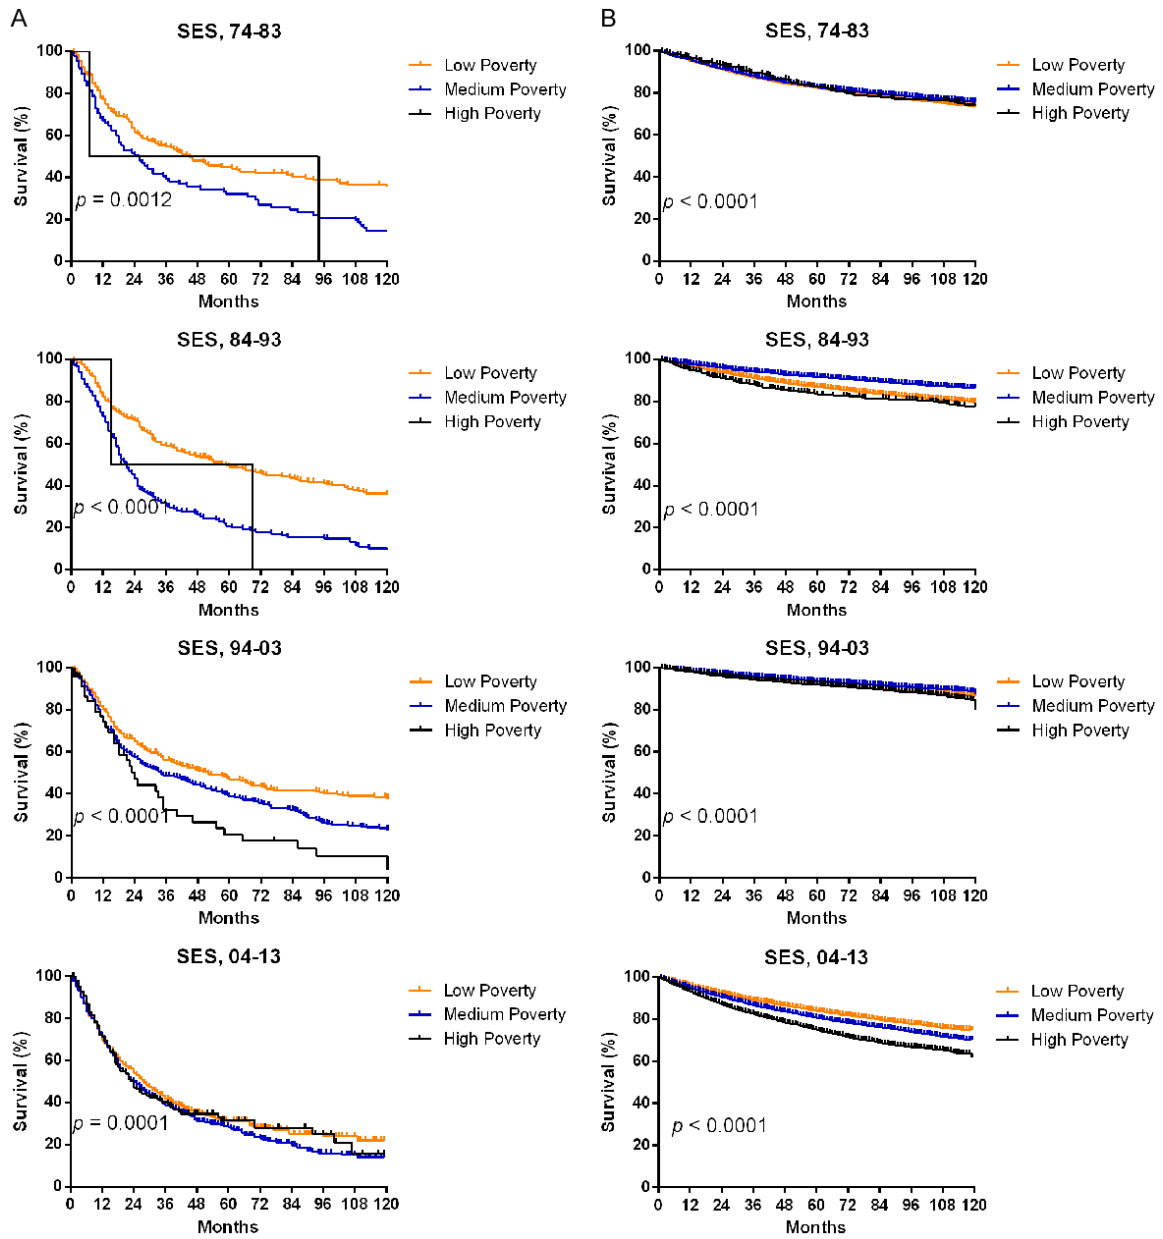 A
B
SES, 74-83
100
80
60
40
20
0
Survival (%)
p = 0.0012
0 12 24 36 48 60 72 84 96 108 120
Months
Low Poverty
Medium Poverty
High Poverty
SES, 74-83
100
80
60
40
20
0
Survival (%)
p < 0.0001
0 12 24 36 48 60 72 84 96 108 120
Months
Low Poverty
Medium Poverty
High Poverty
SES, 84-93
100
80
60
40
20
0
Survival (%)
p < 0.0001
0 12 24 36 48 60 72 84 96 108 120
Months
Low Poverty
Medium Poverty
High Poverty
SES, 84-93
100
80
60
40
20
0
Survival (%)
p < 0.0001
0 12 24 36 48 60 72 84 96 108 120
Months
Low Poverty
Medium Poverty
High Poverty
SES, 94-03
100
80
60
40
20
0
Survival (%)
p < 0.0001
0 12 24 36 48 60 72 84 96 108 120
Months
Low Poverty
Medium Poverty
High Poverty
SES, 94-03
100
80
60
40
20
0
Survival (%)
p < 0.0001
0 12 24 36 48 60 72 84 96 108 120
Months
Low Poverty
Medium Poverty
High Poverty
SES, 04-13
100
80
60
40
20
0
Survival (%)
p = 0.0001
0 12 24 36 48 60 72 84 96 108 120
Months
Low Poverty
Medium Poverty
High Poverty
SES, 04-13
100
80
60
40
20
0
Survival (%)
p < 0.0001
0 12 24 36 48 60 72 84 96 108 120
Months
Low Poverty
Medium Poverty
High Poverty